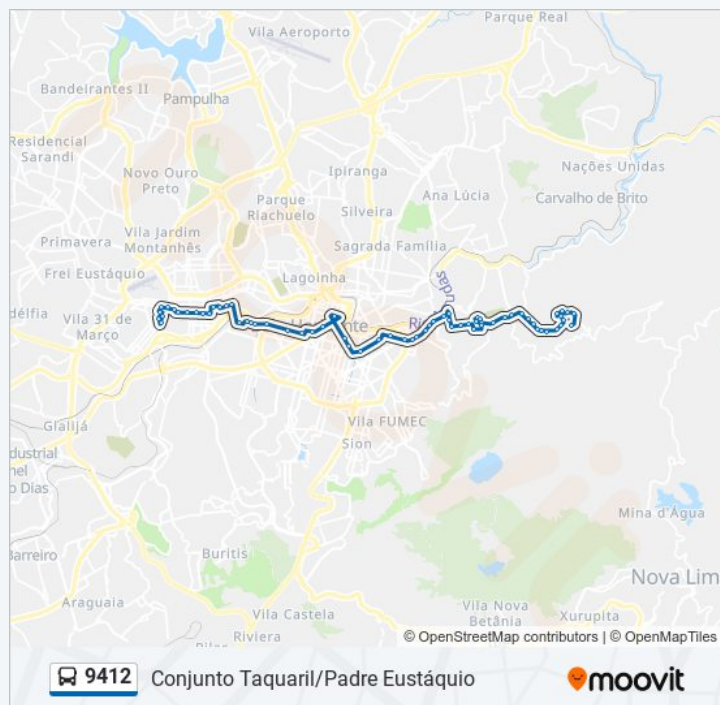 Parque Real
Vila Aeroporto
Bandeirantes II
Pampulha
Residencial
Sarandi
Nações Unidas
Novo Ouro
Preto
Ipiranga
Ana Lúcia
Carvalho de Brito
Parque
Riachuelo
Silveira
Vila Jardim
Montanhês
Primavera
Sagrada Família
Frei Eustáquio
Lagoinha
Vila 31 de
Março
Vila FUMEC
Glalijá
Sion
Mina d'Água
Barreiro
Buritis
Nova Lim
Araguaia
Vila Castela
Vila Nova
Betânia
Xurupita
Riviera
© OpenStreetMap contributors | © OpenMapTiles
9412 Conjunto Taquaril/Padre Eustáquio
moovit